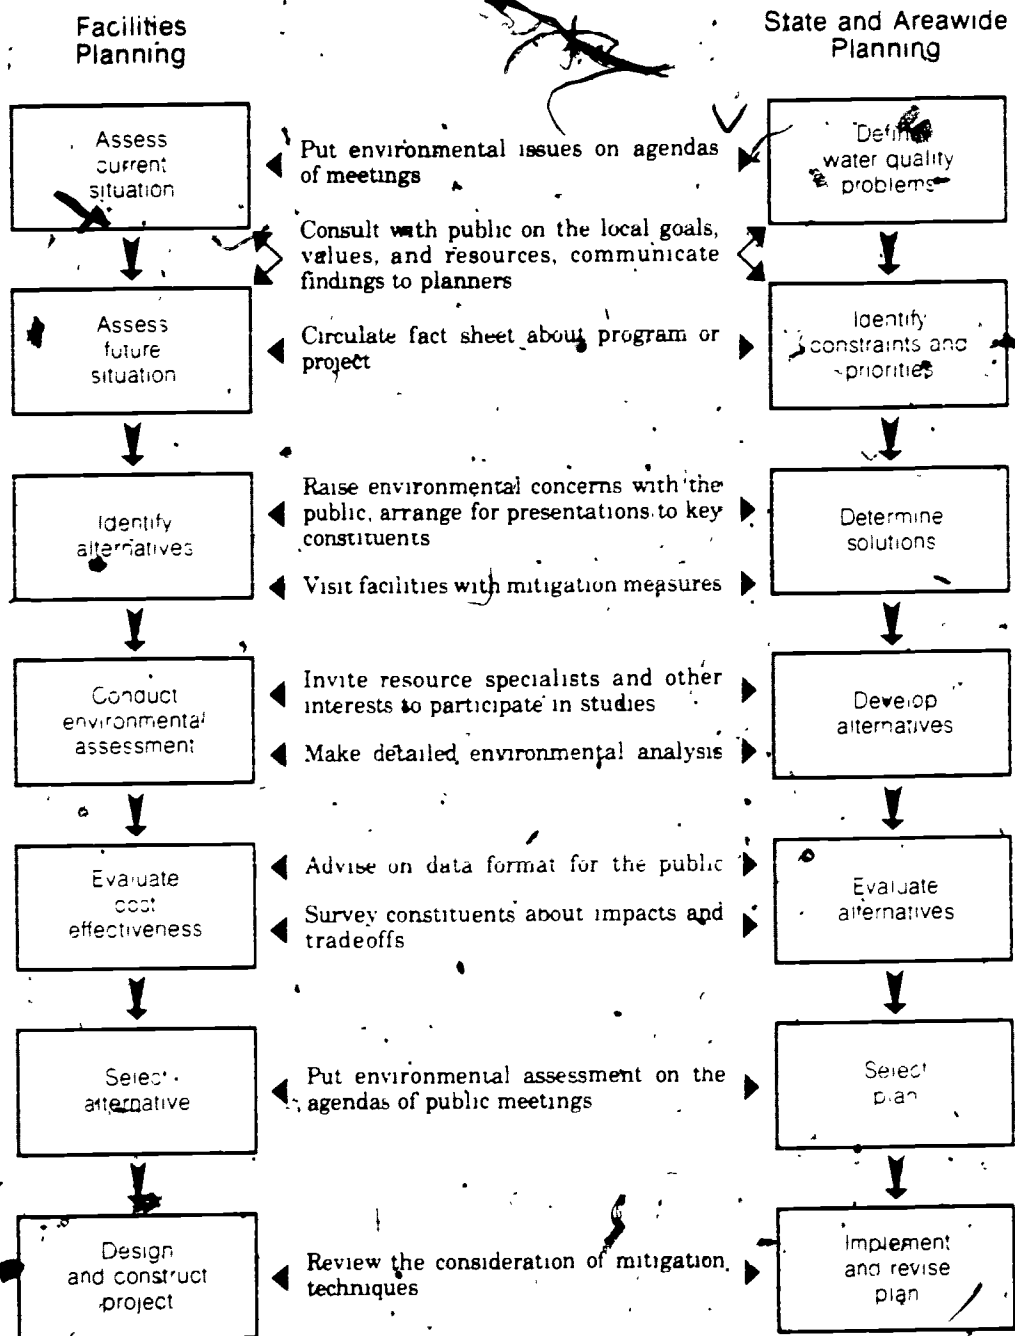 Facilities
Planning
State and Areawide
Planning
Assess
current
situation
Put environmental issues on agendas
of meetings
Define
water quality
problems
Consult with public on the local goals,
values, and resources, communicate
findings to planners
Assess
future
situation
Circulate fact sheet about program or
project
Identify
constraints and
priorities
Identify
alternatives
Raise environmental concerns with the
public, arrange for presentations to key
constituents
Visit facilities with mitigation measures
Determine
solutions
Conduct
environmental
assessment
Invite resource specialists and other
interests to participate in studies
Make detailed environmental analysis
Develop
alternatives
Evaluate
cost
effectiveness
Advise on data format for the public
Survey constituents about impacts and
tradeoffs
Evaluate
alternatives
Select
alternative
Put environmental assessment on the
agendas of public meetings
Select
plan
Design
and construct
project
Review the consideration of mitigation
techniques
Implement
and revise
plan